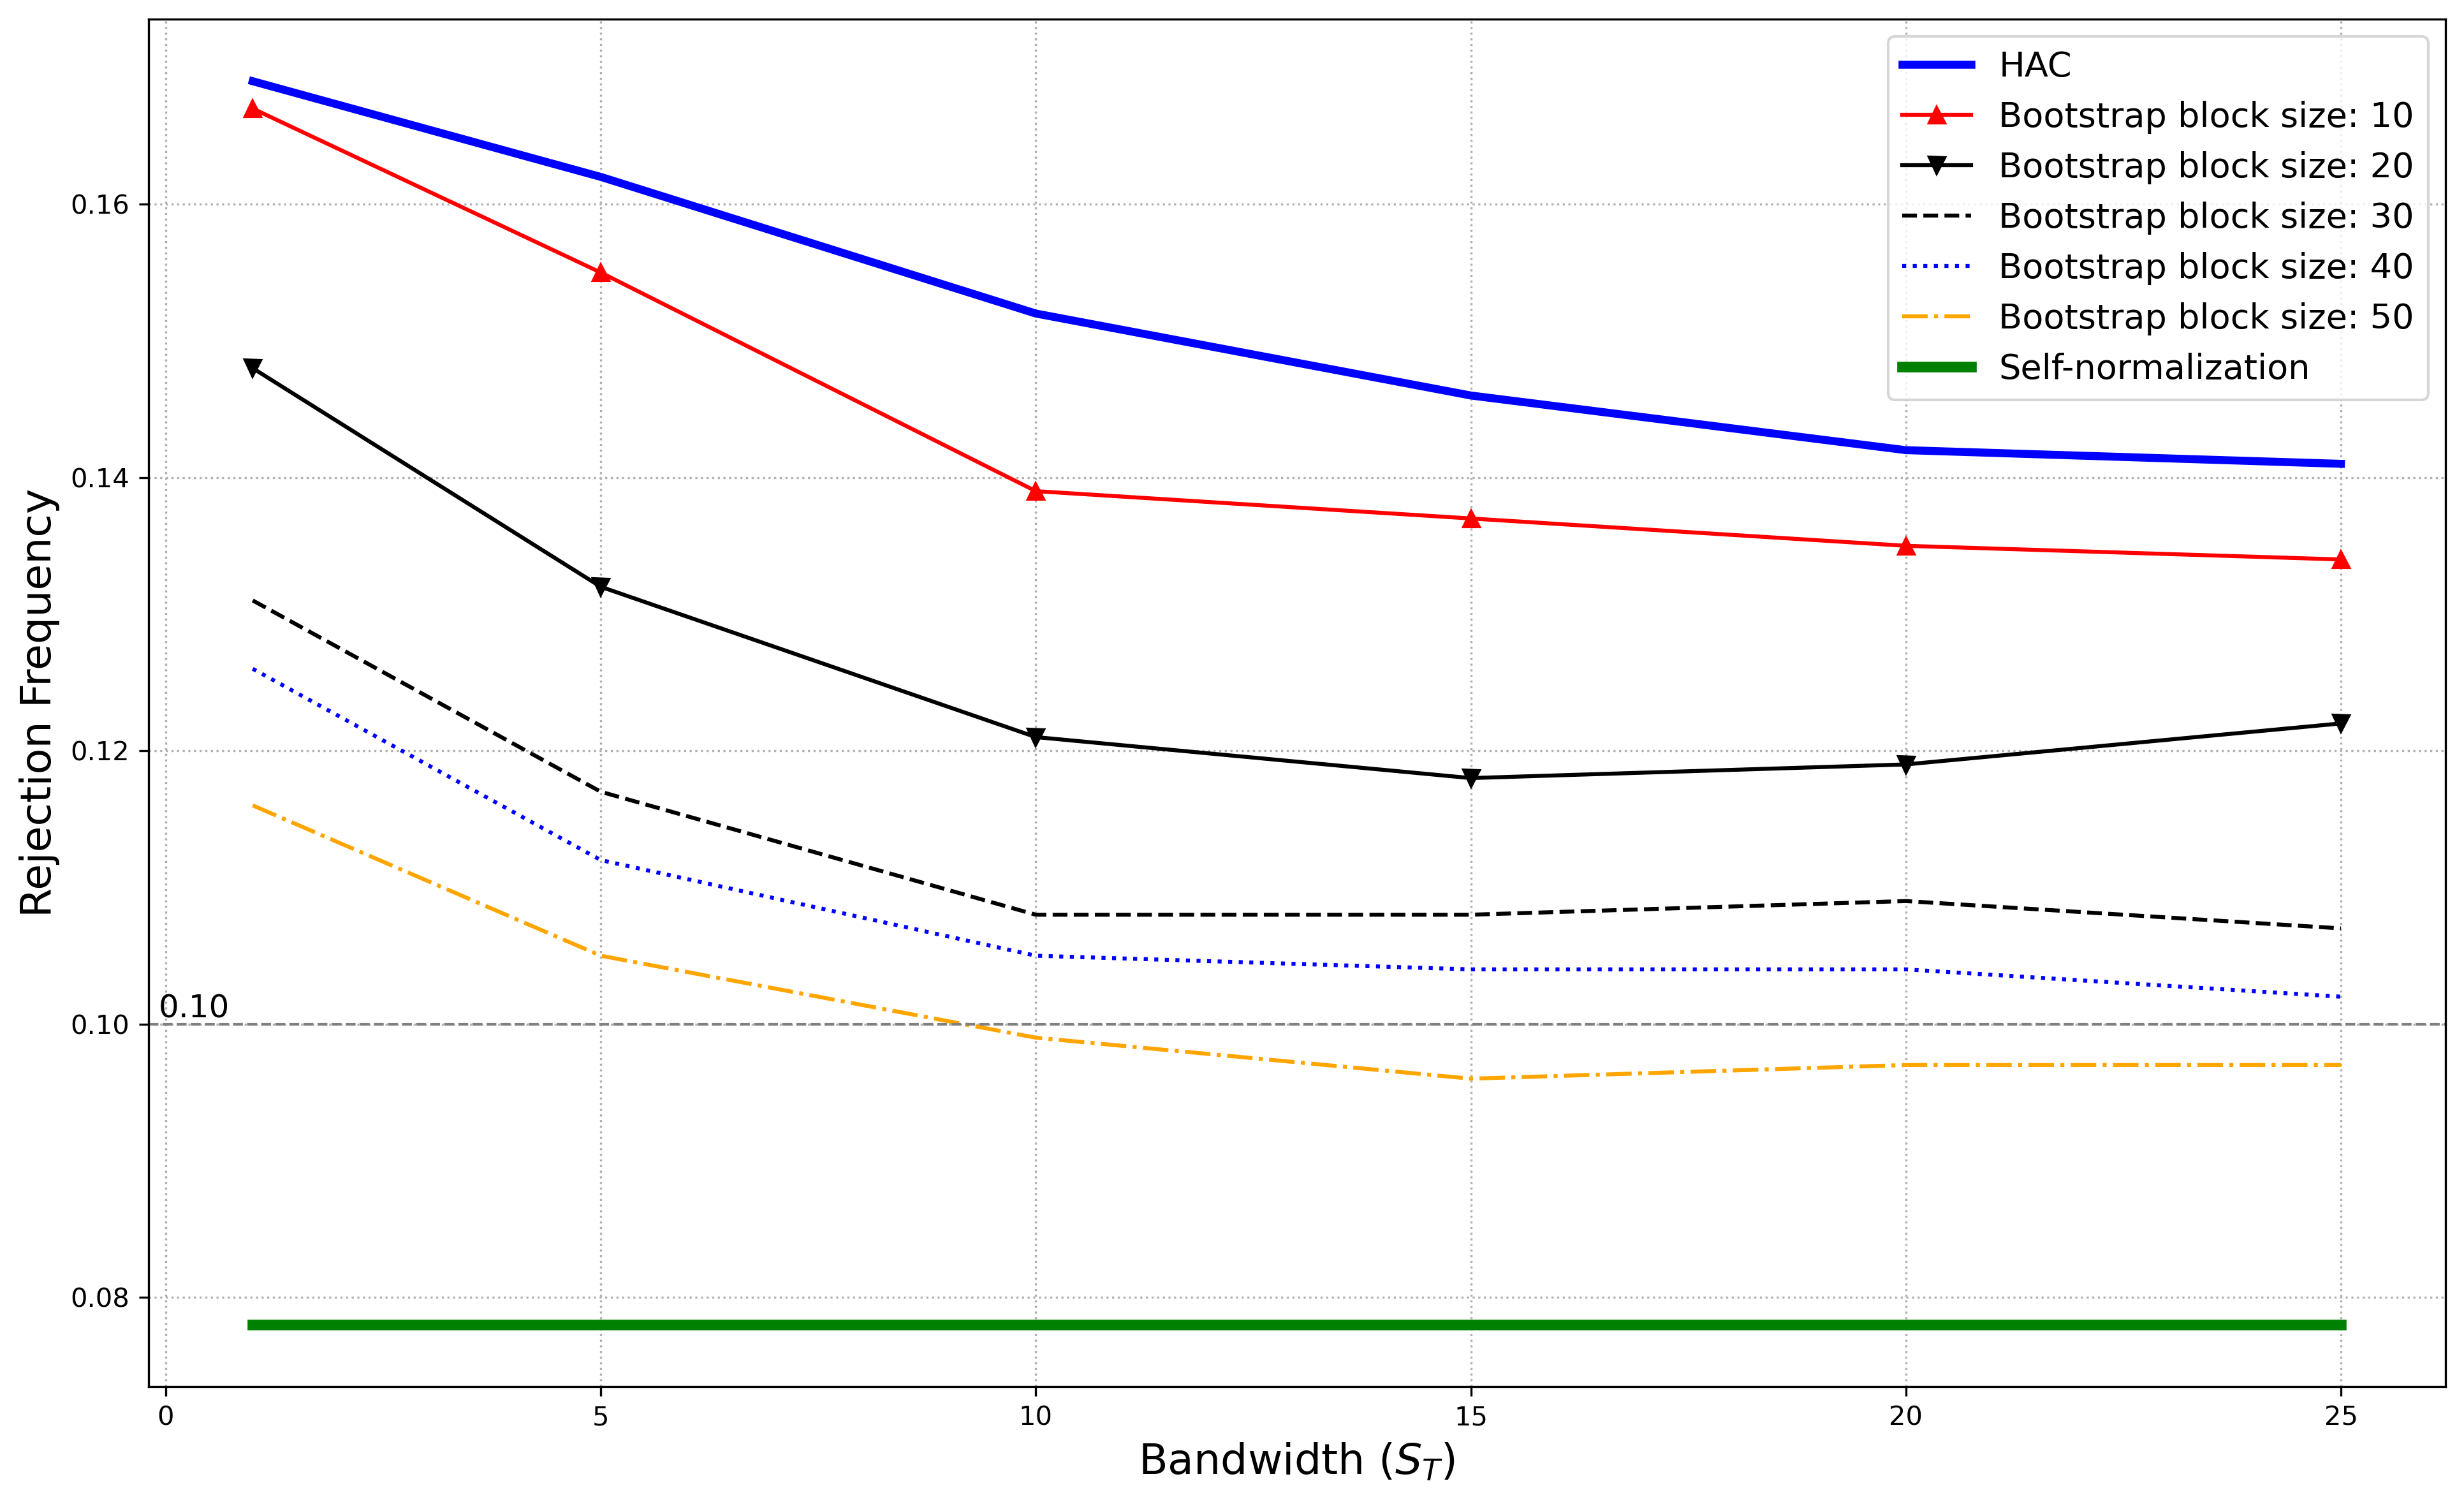 HAC
Bootstrap block size: 10
Bootstrap block size: 20
Bootstrap block size: 30
Bootstrap block size: 40
Bootstrap block size: 50
Self-normalization
Rejection Frequency
0.16
0.14
0.12
0.10
0.10
0.08
0 5 10 15 20 25
Bandwidth (S_T)